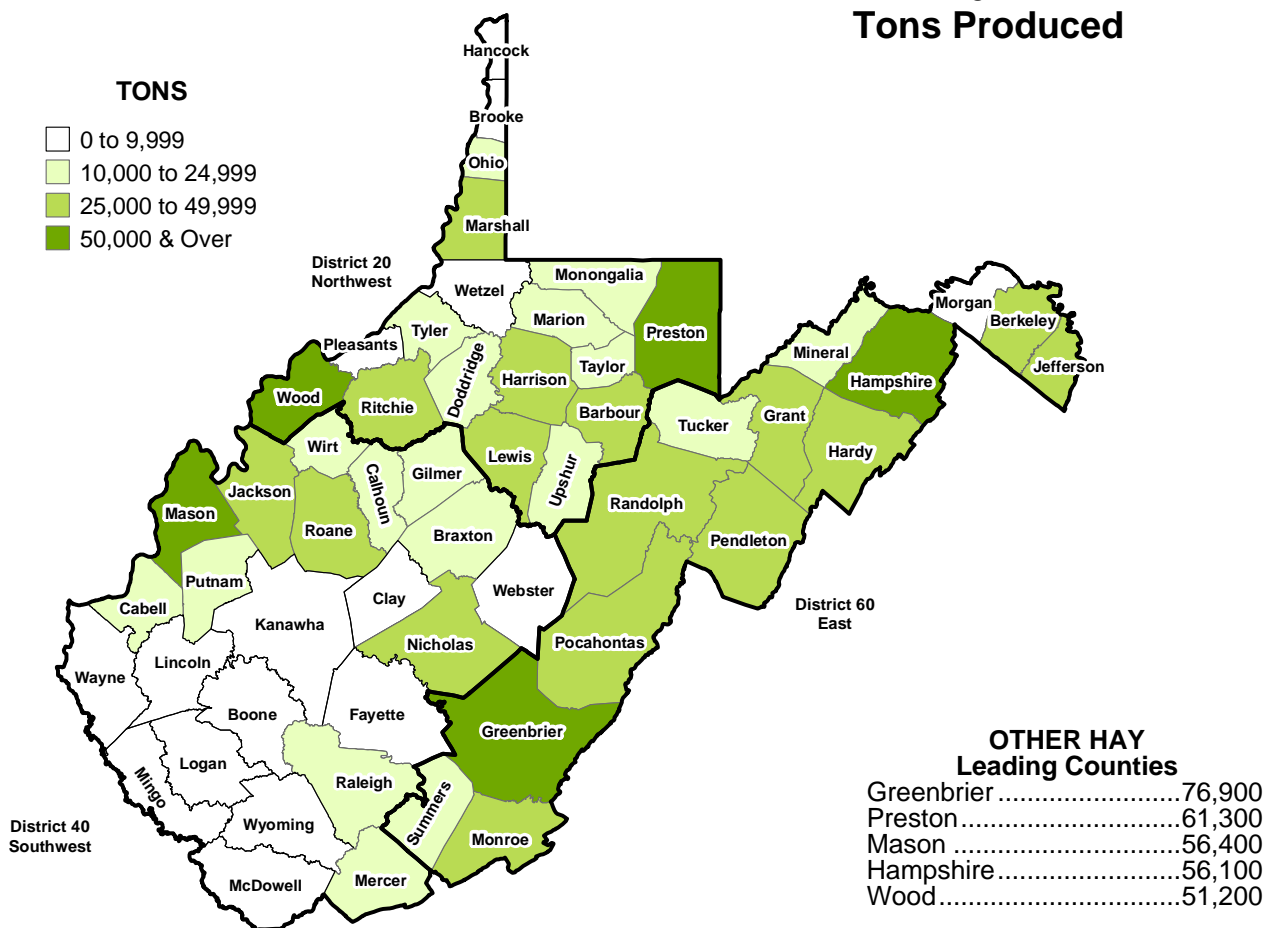 Tons Produced
TONS
0 to 9,999
10,000 to 24,999
25,000 to 49,999
50,000 & Over
Hancock
Brooke
Ohio
Marshall
District 20
Northwest
Wetzel
Monongalia
Marion
Preston
Tyler
Pleasants
Doddridge
Harrison
Taylor
Barbour
Wood
Ritchie
Morgan
Berkeley
Jefferson
Mineral
Hampshire
Grant
Hardy
Tucker
Wirt
Calhoun
Gilmer
Lewis
Upshur
Randolph
Pendleton
Jackson
Mason
Roane
Braxton
Webster
Putnam
Cabell
Clay
Kanawha
Nicholas
Pocahontas
District 60
East
Wayne
Lincoln
Boone
Fayette
Greenbrier
Mingo
Logan
Raleigh
Summers
Wyoming
Monroe
McDowell
Mercer
District 40
Southwest
OTHER HAY
Leading Counties
Greenbrier............................76,900
Preston.................................61,300
Mason ..................................56,400
Hampshire............................56,100
Wood....................................51,200